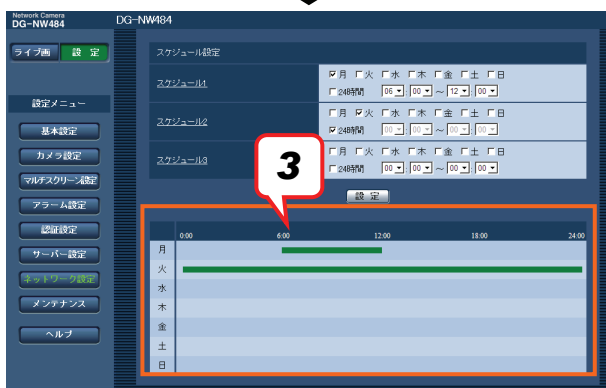 Network Camera
DG-NW484
DG-NW484
ライブ画 設 定
スケジュール設定
スケジュール1 月 火 水 木 金 土 日
24時間 06 : 00 ~ 12 : 00
スケジュール2 月 火 水 木 金 土 日
24時間 00 : 00 ~ 00 : 00
スケジュール3 月 火 水 木 金 土 日
24時間 00 : 00 ~ 00 : 00
設 定
設定メニュー
基本設定
カメラ設定
マルチスクリーン設定
アラーム設定
認証設定
サーバー設定
ネットワーク設定
メンテナンス
ヘルプ
3
0:00 6:00 12:00 18:00 24:00
月
火
水
木
金
土
日